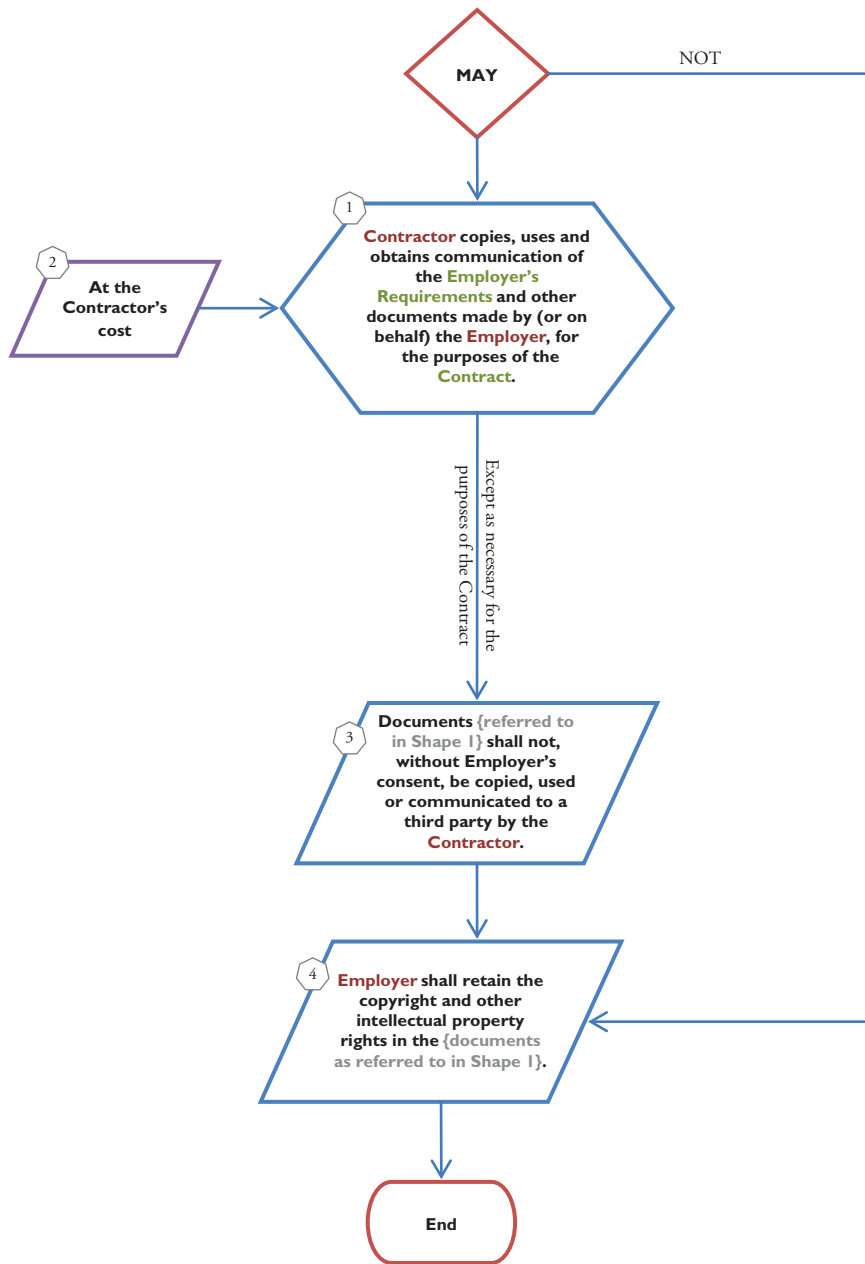 MAY
NOT
1
Contractor copies, uses and
obtains communication of
the Employer's
Requirements and other
documents made by (or on
behalf) the Employer, for
the purposes of the
Contract.
2
At the
Contractor's
cost
Except as necessary for the
purposes of the Contract
3
Documents {referred to
in Shape 1} shall not,
without Employer's
consent, be copied, used
or communicated to a
third party by the
Contractor.
4
Employer shall retain the
copyright and other
intellectual property
rights in the {documents
as referred to in Shape 1}.
End